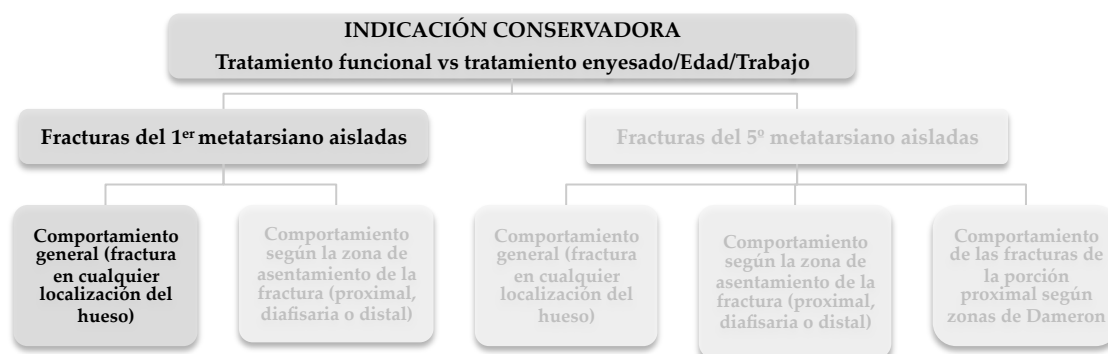 INDICACIÓN CONSERVADORA
Tratamiento funcional vs tratamiento enyesado/Edad/Trabajo
Fracturas del 1er metatarsiano aisladas
Fracturas del 5º metatarsiano aisladas
Comportamiento
general (fractura
en cualquier
localización del
hueso)
Comportamiento
según la zona de
asentamiento de la
fractura (proximal,
diafisaria o distal)
Comportamiento
general (fractura
en cualquier
localización del
hueso)
Comportamiento
según la zona de
asentamiento de la
fractura (proximal,
diafisaria o distal)
Comportamiento
de las fracturas de
la porción
proximal según
zonas de Dameron